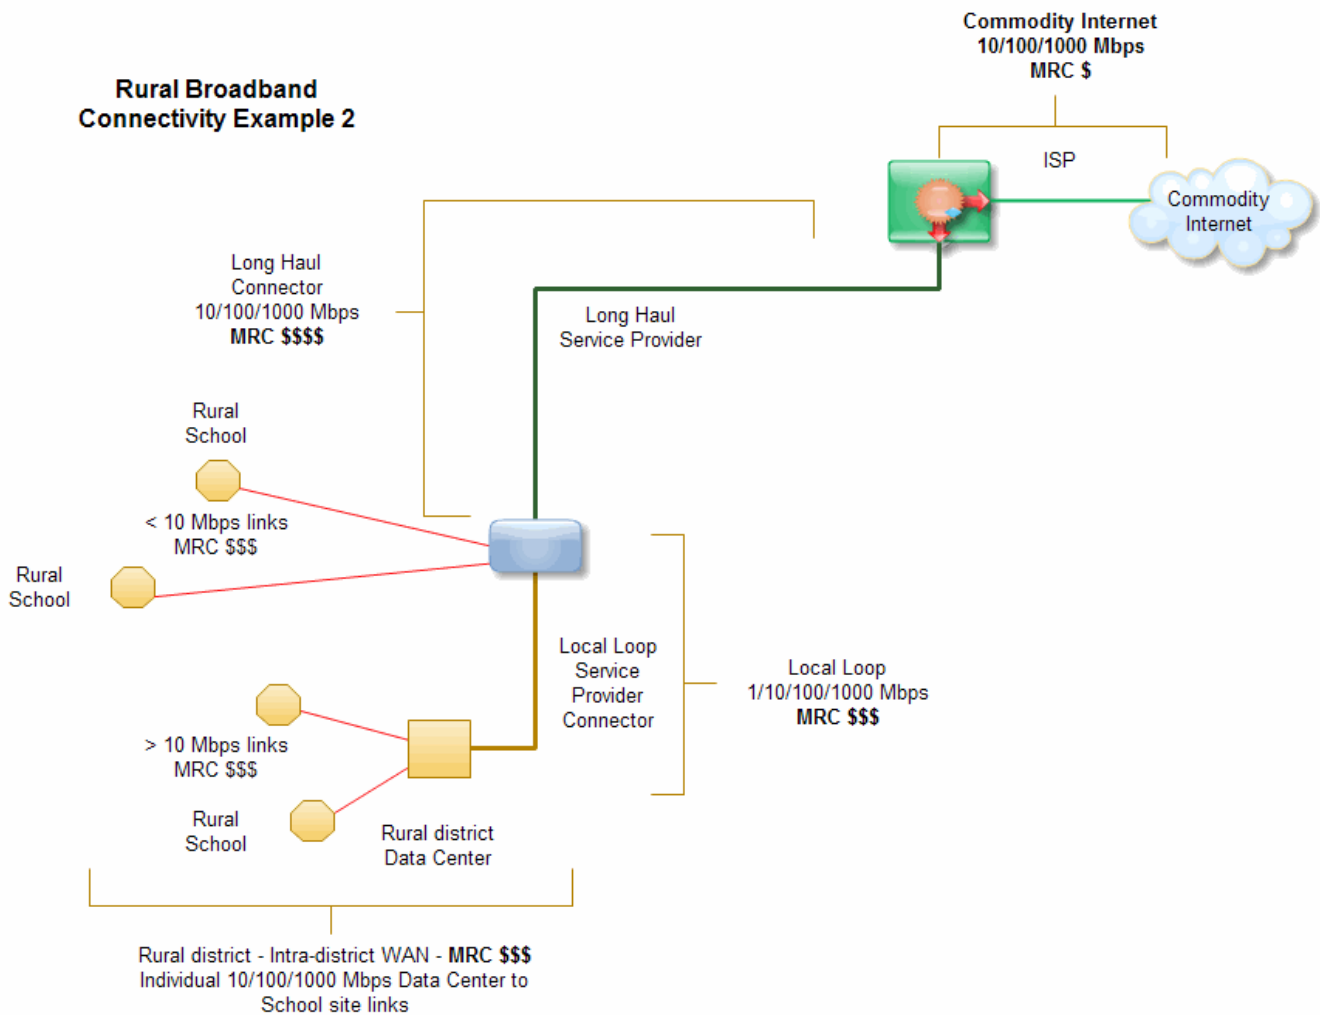 Commodity Internet
10/100/1000 Mbps
MRC $
Rural Broadband
Connectivity Example 2
ISP
Commodity
Internet
Long Haul
Connector
10/100/1000 Mbps
MRC $$$$
Long Haul
Service Provider
Rural
School
< 10 Mbps links
MRC $$$
Rural
School
Local Loop
Service
Provider
Connector
Local Loop
1/10/100/1000 Mbps
MRC $$$
> 10 Mbps links
MRC $$$
Rural
School
Rural district
Data Center
Rural district - Intra-district WAN - MRC $$$
Individual 10/100/1000 Mbps Data Center to
School site links